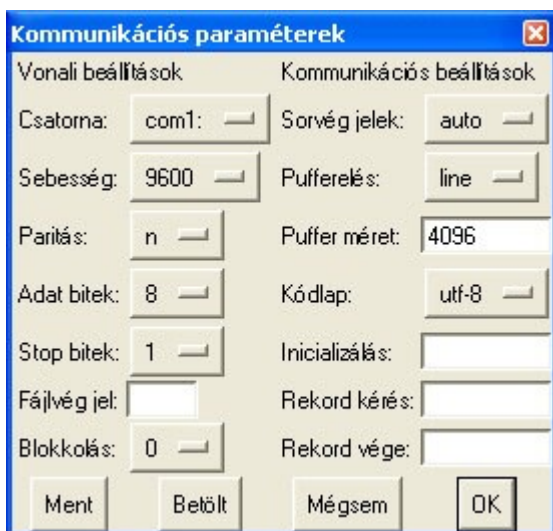 Kommunikációs paraméterek
Vonali beállítások Kommunikációs beállítások
Csatorna: com1: Sorvég jelek: auto
Sebesség: 9600 Pufferelés: line
Paritás: n Puffer méret: 4096
Adat bitek: 8 Kódlap: utf-8
Stop bitek: 1 Inicializálás:
Fájlvég jel: Rekord kérés:
Blokkolás: 0 Rekord vége:
Ment Betölt Mégsem OK